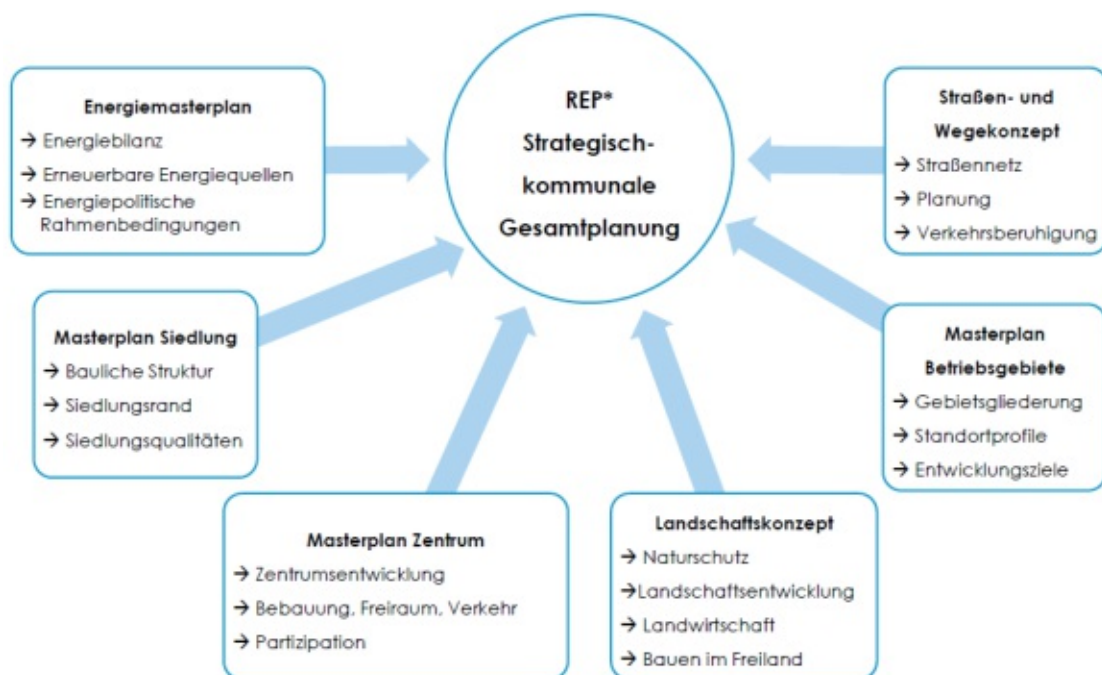 REP*
Strategisch-
kommunale
Gesamtplanung
Energiemasterplan
→ Energiebilanz
→ Erneuerbare Energiequellen
→ Energiepolitische
Rahmenbedingungen
Masterplan Siedlung
→ Bauliche Struktur
→ Siedlungsrand
→ Siedlungsqualitäten
Masterplan Zentrum
→ Zentrumsentwicklung
→ Bebauung, Freiraum, Verkehr
→ Partizipation
Landschaftskonzept
→ Naturschutz
→Landschaftsentwicklung
→ Landwirtschaft
→ Bauen im Freiland
Masterplan
Betriebsgebiete
→ Gebietsgliederung
→ Standortprofile
→ Entwicklungsziele
Straßen- und
Wegekonzept
→ Straßennetz
→ Planung
→ Verkehrsberuhigung